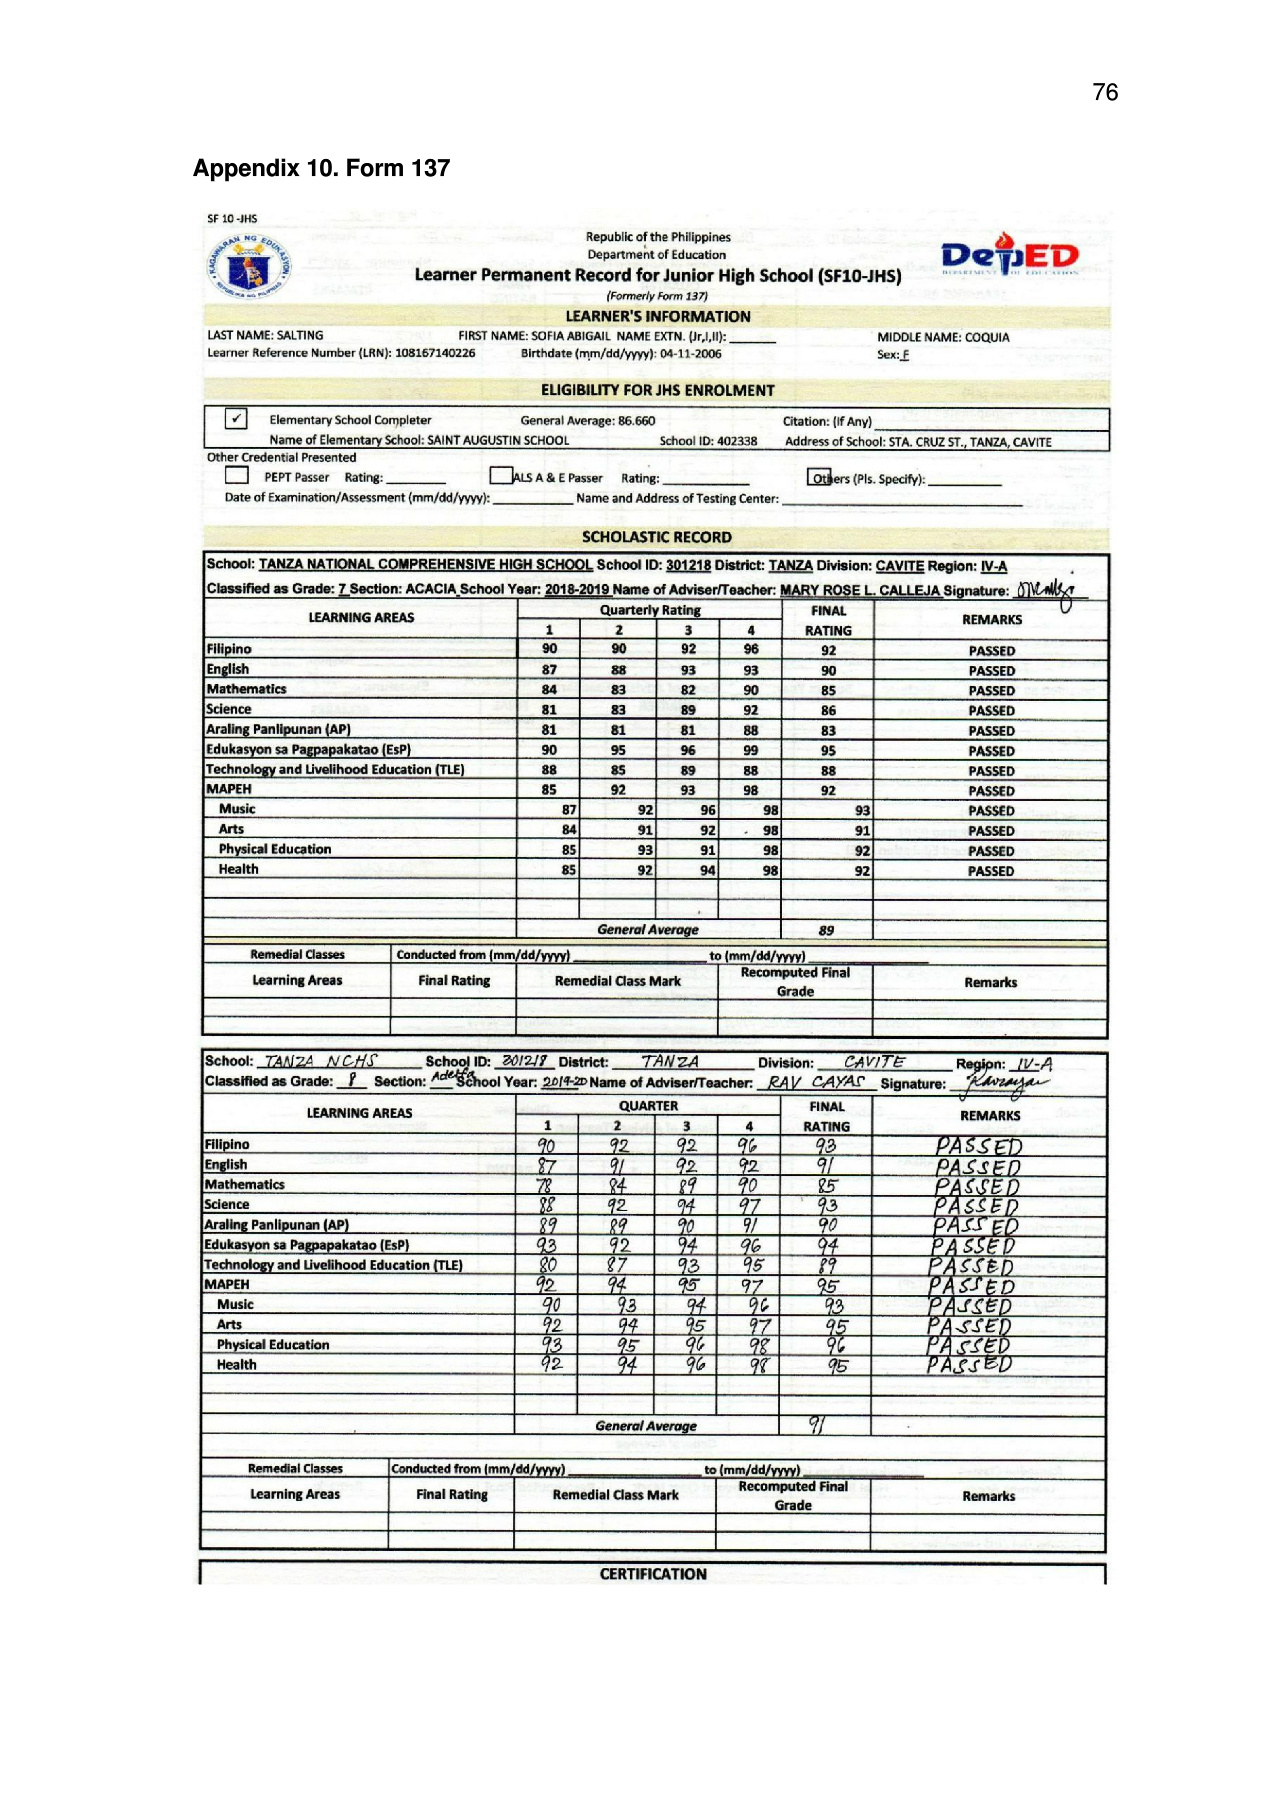 76
Appendix 10. Form 137
SF 10 -JHS
Republic of the Philippines
Department of Education
Learner Permanent Record for Junior High School (SF10-JHS)
(Formerly Form 137)
DepED
DEPARTMENT OF EDUCATION
LEARNER'S INFORMATION
LAST NAME: SALTING FIRST NAME: SOFIA ABIGAIL NAME EXTN. (Jr,I,II): ______ MIDDLE NAME: COQUIA
Learner Reference Number (LRN): 108167140226 Birthdate (mm/dd/yyyy): 04-11-2006 Sex: F
ELIGIBILITY FOR JHS ENROLMENT
✓ Elementary School Completer General Average: 86.660 Citation: (If Any)
Name of Elementary School: SAINT AUGUSTIN SCHOOL School ID: 402338 Address of School: STA. CRUZ ST., TANZA, CAVITE
Other Credential Presented
PEPT Passer Rating: ______ ALS A & E Passer Rating: ______ Others (Pls. Specify): ______
Date of Examination/Assessment (mm/dd/yyyy): ______ Name and Address of Testing Center: ______
SCHOLASTIC RECORD
School: TANZA NATIONAL COMPREHENSIVE HIGH SCHOOL School ID: 301218 District: TANZA Division: CAVITE Region: IV-A
Classified as Grade: 7 Section: ACACIA School Year: 2018-2019 Name of Adviser/Teacher: MARY ROSE L. CALLEJA Signature:
LEARNING AREAS Quarterly Rating FINAL RATING REMARKS
1 2 3 4
Filipino 90 90 92 96 92 PASSED
English 87 88 93 93 90 PASSED
Mathematics 84 83 82 90 85 PASSED
Science 81 83 89 92 86 PASSED
Araling Panlipunan (AP) 81 81 81 88 83 PASSED
Edukasyon sa Pagpapakatao (EsP) 90 95 96 99 95 PASSED
Technology and Livelihood Education (TLE) 88 85 89 88 88 PASSED
MAPEH 85 92 93 98 92 PASSED
Music 87 92 96 98 93 PASSED
Arts 84 91 92 98 91 PASSED
Physical Education 85 93 91 98 92 PASSED
Health 85 92 94 98 92 PASSED
General Average 89
Remedial Classes Conducted from (mm/dd/yyyy) ______ to (mm/dd/yyyy) ______
Learning Areas Final Rating Remedial Class Mark Recomputed Final Grade Remarks
School: TANZA NCHS School ID: 301218 District: TANZA Division: CAVITE Region: IV-A
Classified as Grade: 8 Section: Adelfa School Year: 2019-20 Name of Adviser/Teacher: RAV CAYAS Signature:
LEARNING AREAS QUARTER FINAL RATING REMARKS
1 2 3 4
Filipino 90 92 92 96 93 PASSED
English 87 91 92 92 91 PASSED
Mathematics 78 84 89 90 85 PASSED
Science 88 92 94 97 93 PASSED
Araling Panlipunan (AP) 89 89 90 91 90 PASSED
Edukasyon sa Pagpapakatao (EsP) 93 92 94 96 94 PASSED
Technology and Livelihood Education (TLE) 80 87 93 95 89 PASSED
MAPEH 92 94 95 97 95 PASSED
Music 90 93 94 96 93 PASSED
Arts 92 94 95 97 95 PASSED
Physical Education 93 95 96 98 96 PASSED
Health 92 94 96 98 95 PASSED
General Average 91
Remedial Classes Conducted from (mm/dd/yyyy) ______ to (mm/dd/yyyy) ______
Learning Areas Final Rating Remedial Class Mark Recomputed Final Grade Remarks
CERTIFICATION